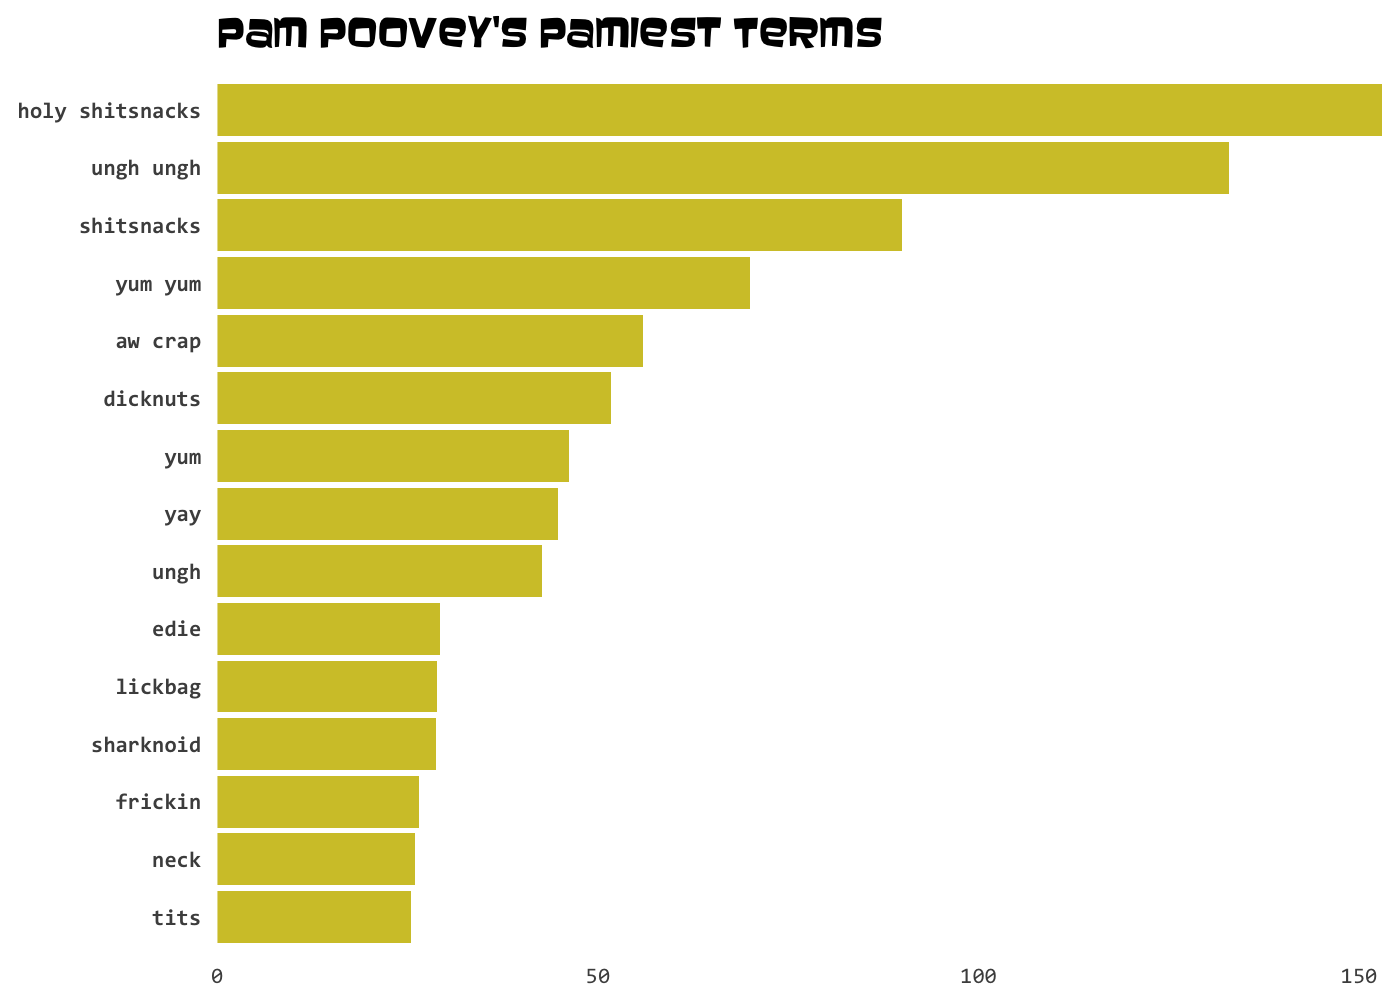 Pam Poovey's Pamiest Terms
holy shitsnacks
ungh ungh
shitsnacks
yum yum
aw crap
dicknuts
yum
yay
ungh
edie
lickbag
sharknoid
frickin
neck
tits
0 50 100 150